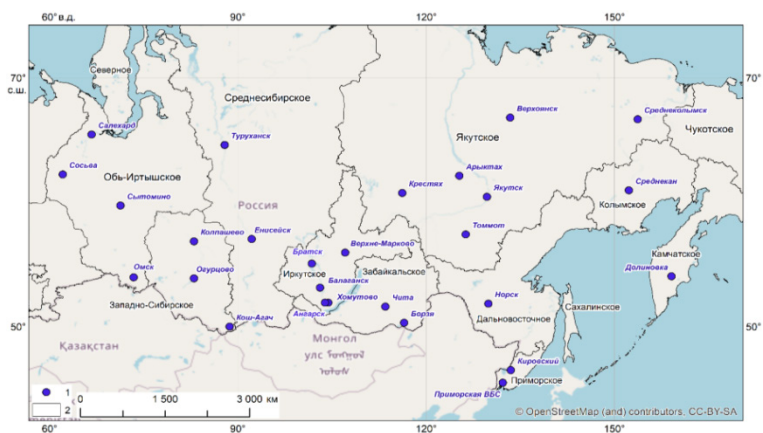 60° в.д.
90°
120°
150°
70°
с.ш.
70°
Северное
Среднесибирское
Верхоянск
Среднеколымск
Салехард
Туруханск
Якутское
Чукотское
Сосьва
Обь-Иртышское
Арыктах
Крестях
Якутск
Среднекан
Сытомино
Россия
Колымское
Колпашево
Енисейск
Томмот
Верхне-Марково
Братск
Камчатское
Омск
Огурцово
Иркутское
Забайкальское
Долиновка
Балаганск
Западно-Сибирское
Хомутово
Чита
Норск
Сахалинское
Ангарск
Борзя
Дальневосточное
Кош-Агач
50°
50°
Қазақстан
Монгол
улс
Кировский
Приморское
Приморская ВБС
1
2
0 1 500 3 000 км
© OpenStreetMap (and) contributors, CC-BY-SA
60°
90°
120°
150°